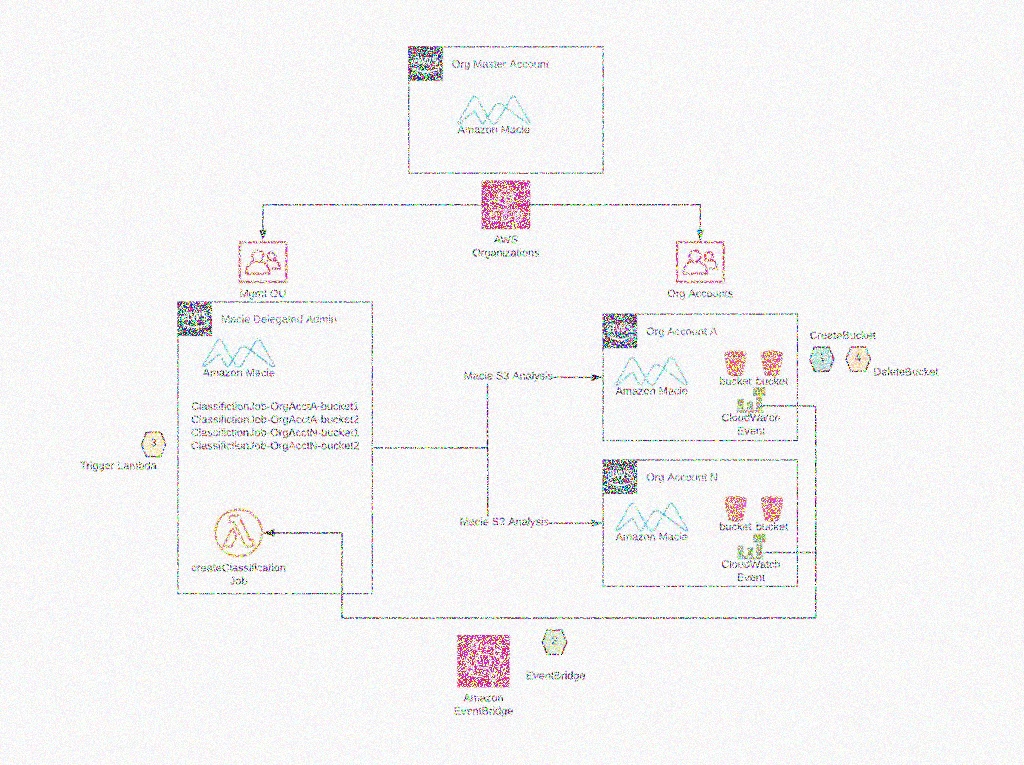 Org Master Account
Amazon Macie
AWS
Organizations
Mgmt OU
Org Accounts
Macie Delegated Admin
Amazon Macie
ClassifictionJob-OrgAcctA-bucket1
ClassifictionJob-OrgAcctA-bucket2
ClassifictionJob-OrgAcctN-bucket1
ClassifictionJob-OrgAcctN-bucket2
3
Trigger Lambda
createClassification
Job
Macie S3 Analysis
Macie S3 Analysis
Org Account A
Amazon Macie
bucket bucket
CloudWatch
Event
CreateBucket
1
4
DeleteBucket
Org Account N
Amazon Macie
bucket bucket
CloudWatch
Event
2
EventBridge
Amazon
EventBridge